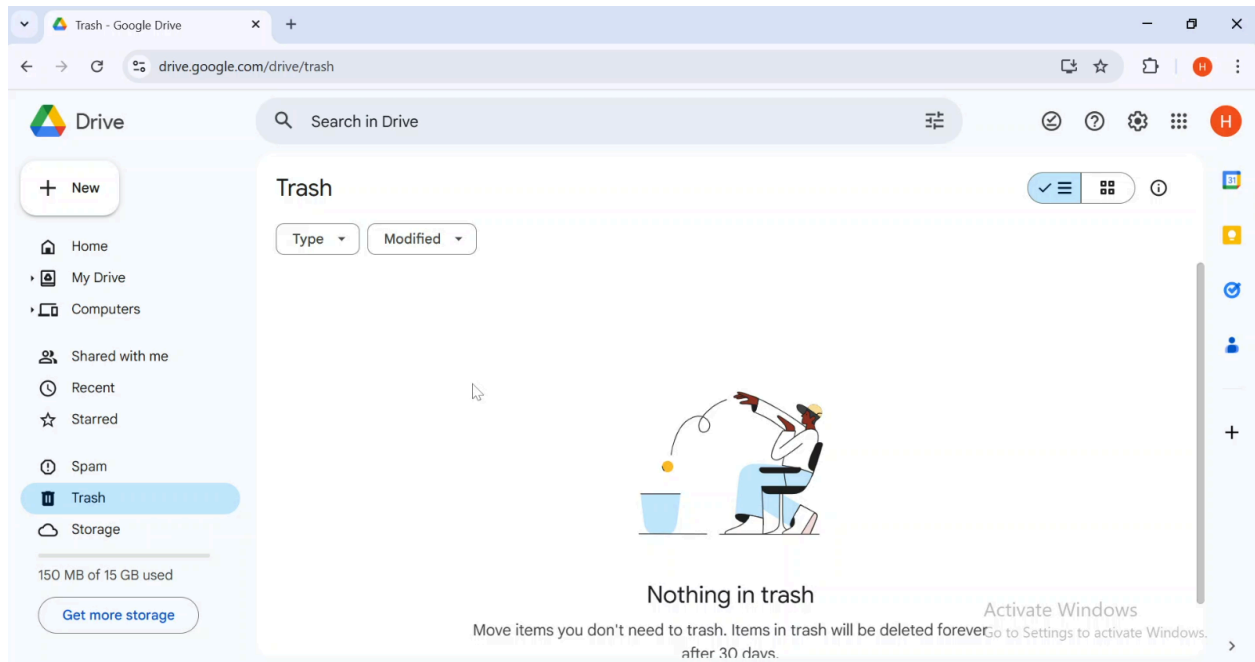 Trash - Google Drive
drive.google.com/drive/trash
H
Drive
Search in Drive
H
New
Trash
31
Type
Modified
Home
My Drive
Computers
Shared with me
Recent
Starred
Spam
Trash
Storage
150 MB of 15 GB used
Get more storage
Nothing in trash
Move items you don't need to trash. Items in trash will be deleted forever
after 30 days.
Activate Windows
Go to Settings to activate Windows.